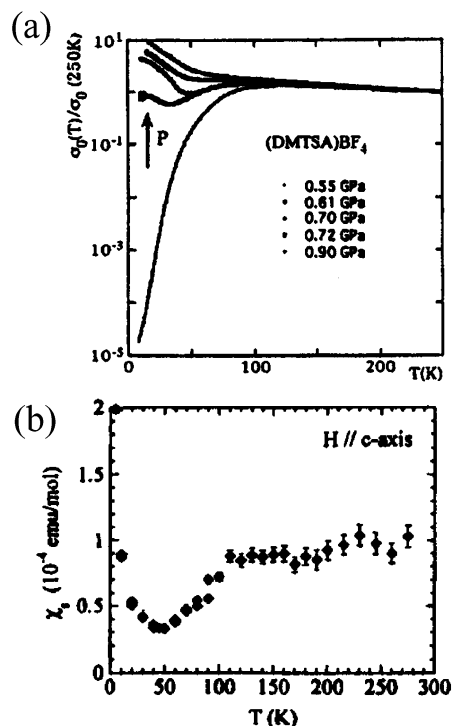 (a)
σ₀(T)/σ₀ (250K)
10¹
10⁻¹
10⁻³
10⁻⁵
P
(DMTSA)BF₄
0.55 GPa
0.61 GPa
0.70 GPa
0.72 GPa
0.90 GPa
0
100
200
T(K)
(b)
χₛ (10⁻⁴ emu/mol)
2
1.5
1
0.5
0
H // c-axis
0 50 100 150 200 250 300
T (K)